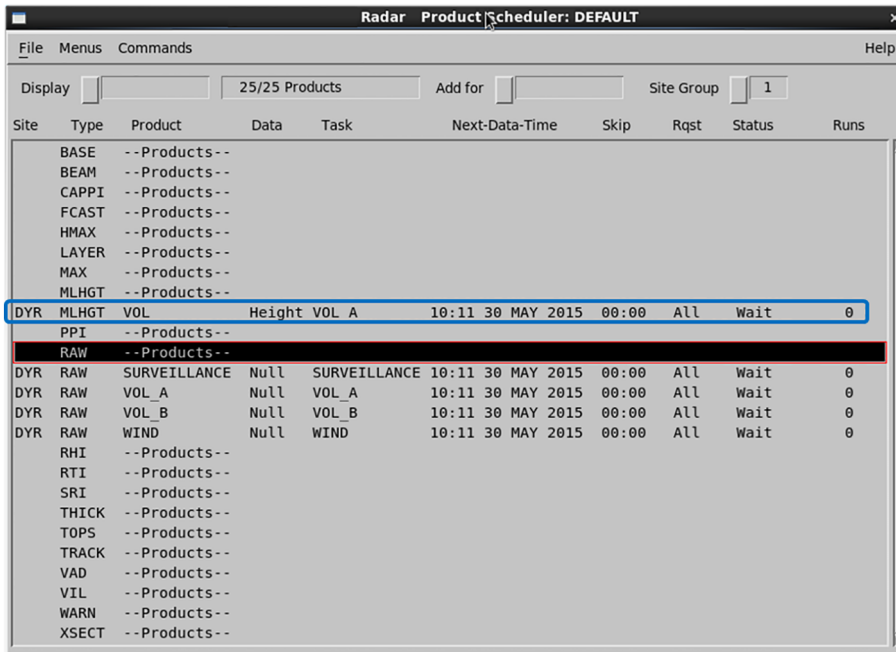 Radar Product Scheduler: DEFAULT
File Menus Commands Help
Display 25/25 Products Add for Site Group 1
Site Type Product Data Task Next-Data-Time Skip Rqst Status Runs
BASE --Products--
BEAM --Products--
CAPPI --Products--
FCAST --Products--
HMAX --Products--
LAYER --Products--
MAX --Products--
MLHGT --Products--
DYR MLHGT VOL Height VOL A 10:11 30 MAY 2015 00:00 All Wait 0
PPI --Products--
RAW --Products--
DYR RAW SURVEILLANCE Null SURVEILLANCE 10:11 30 MAY 2015 00:00 All Wait 0
DYR RAW VOL_A Null VOL_A 10:11 30 MAY 2015 00:00 All Wait 0
DYR RAW VOL_B Null VOL_B 10:11 30 MAY 2015 00:00 All Wait 0
DYR RAW WIND Null WIND 10:11 30 MAY 2015 00:00 All Wait 0
RHI --Products--
RTI --Products--
SRI --Products--
THICK --Products--
TOPS --Products--
TRACK --Products--
VAD --Products--
VIL --Products--
WARN --Products--
XSECT --Products--